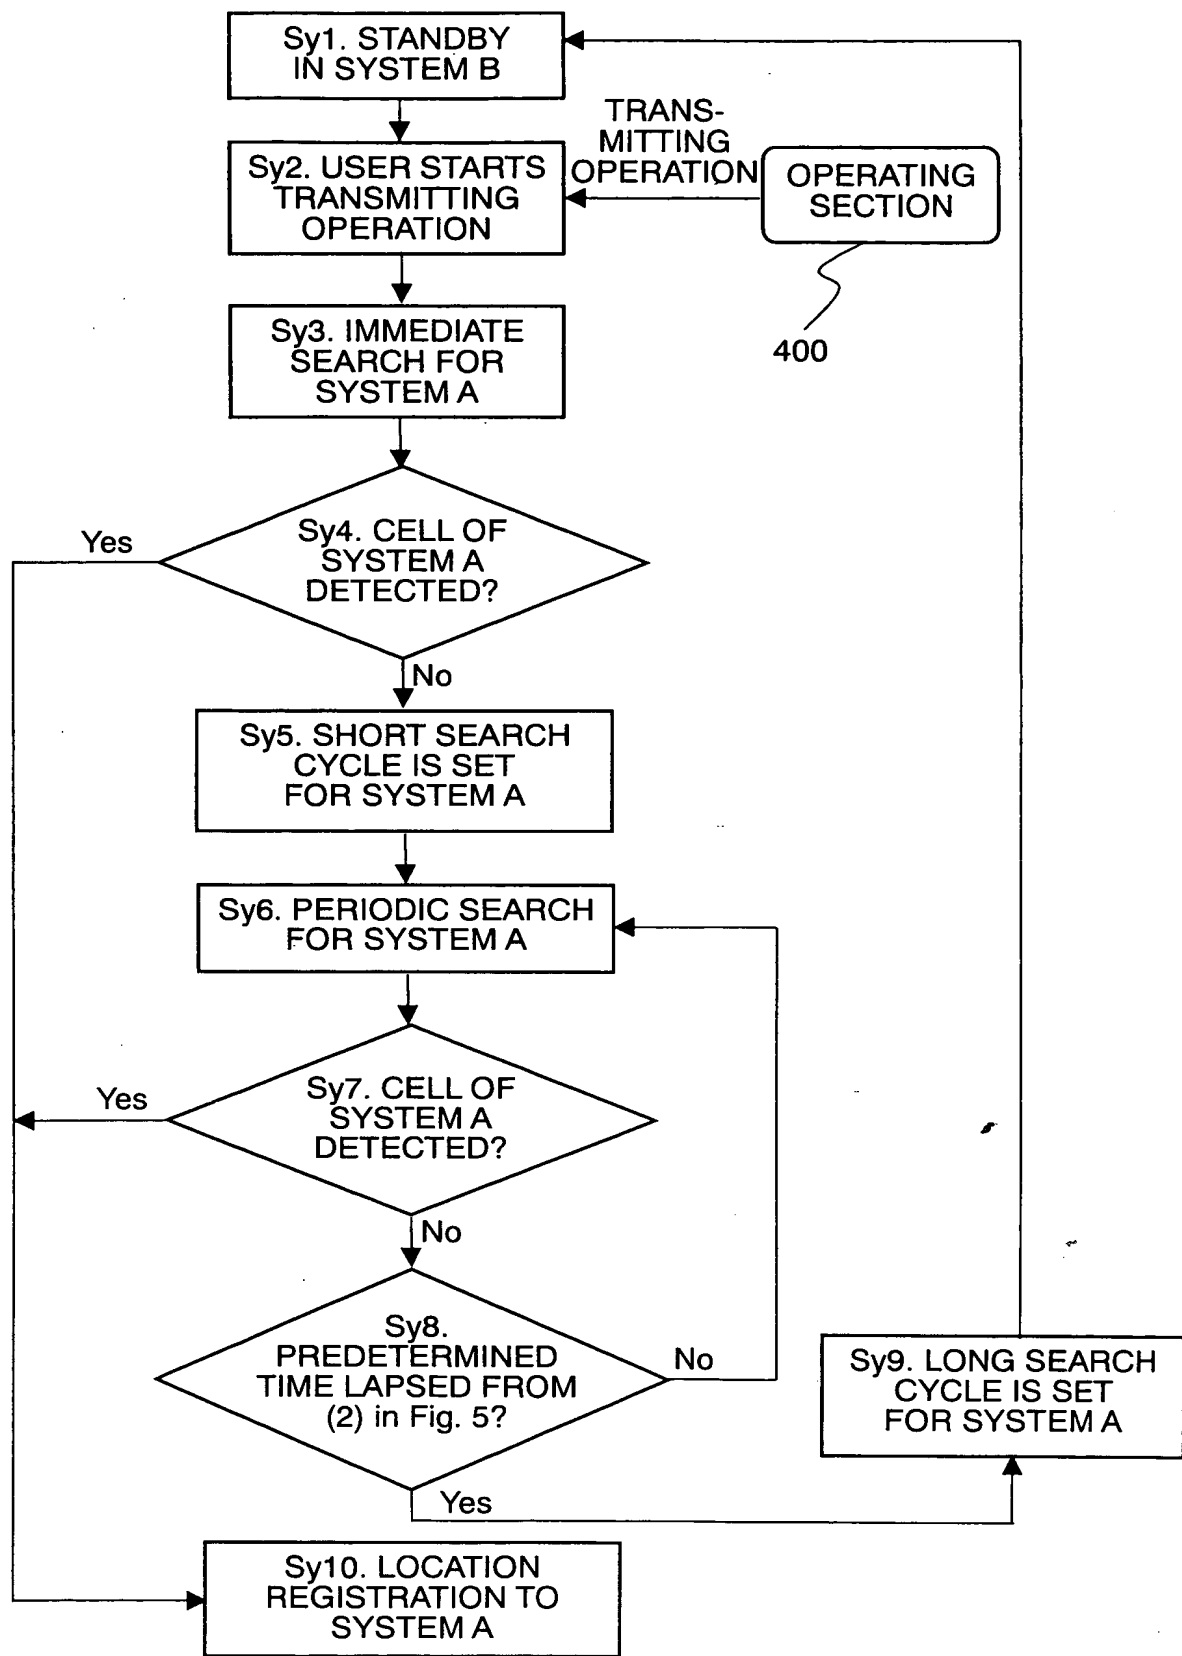 Sy1. STANDBY
IN SYSTEM B
TRANS-
MITTING
OPERATION
Sy2. USER STARTS
TRANSMITTING
OPERATION
OPERATING
SECTION
400
Sy3. IMMEDIATE
SEARCH FOR
SYSTEM A
Sy4. CELL OF
SYSTEM A
DETECTED?
Yes
No
Sy5. SHORT SEARCH
CYCLE IS SET
FOR SYSTEM A
Sy6. PERIODIC SEARCH
FOR SYSTEM A
Sy7. CELL OF
SYSTEM A
DETECTED?
Yes
No
Sy8.
PREDETERMINED
TIME LAPSED FROM
(2) in Fig. 5?
No
Yes
Sy9. LONG SEARCH
CYCLE IS SET
FOR SYSTEM A
Sy10. LOCATION
REGISTRATION TO
SYSTEM A